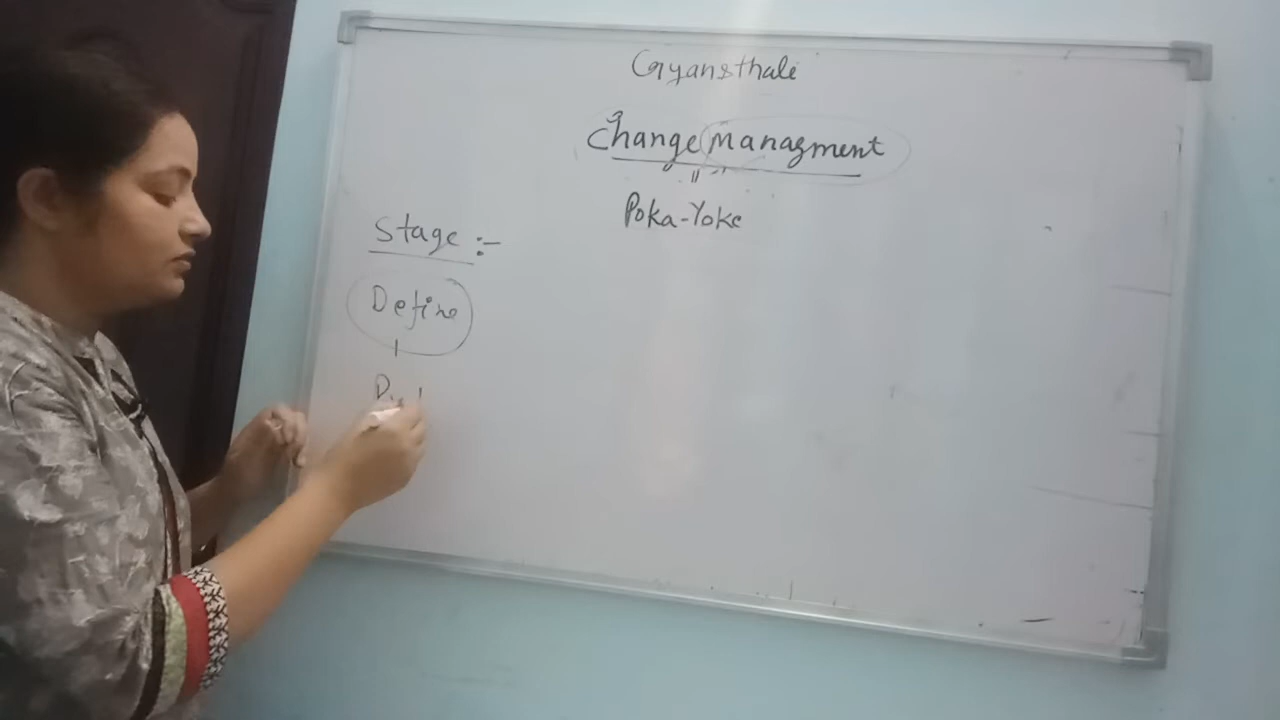 Gyansthali
Change Managment
Poka-Yoke
Stage :-
Define